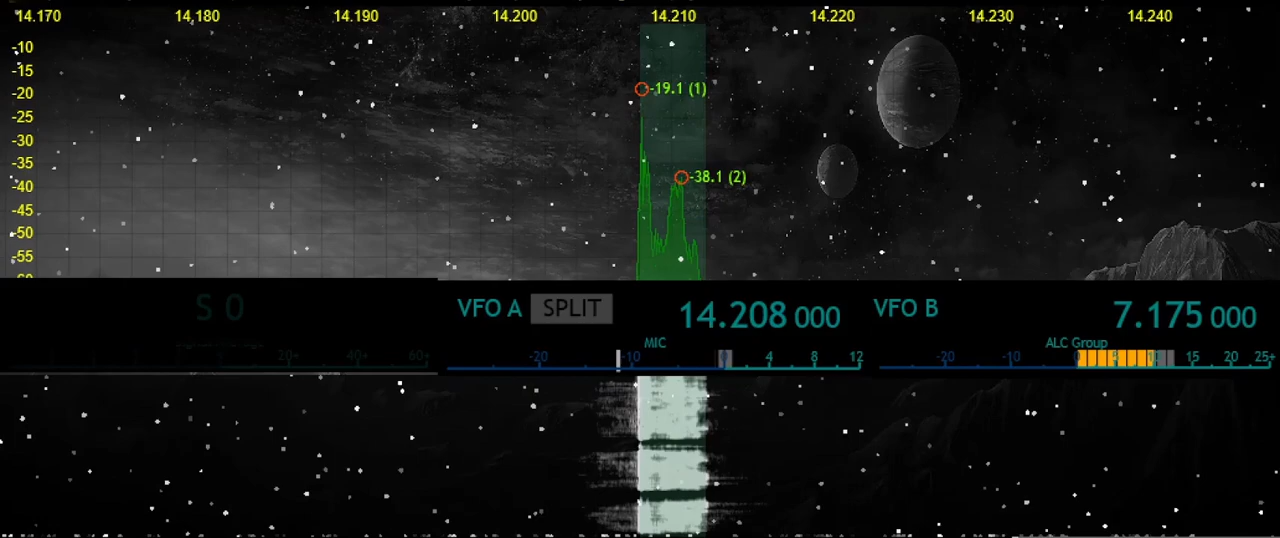 14.170 14.180 14.190 14.200 14.210 14.220 14.230 14.240
-10
-15
-20 -19.1 (1)
-25
-30
-35
-40 -38.1 (2)
-45
-50
-55
S 0 VFO A SPLIT 14.208 000 VFO B 7.175 000
MIC ALC Group
20+ 40+ 60+ -20 -10 0 4 8 12 -20 -10 0 15 20 25+